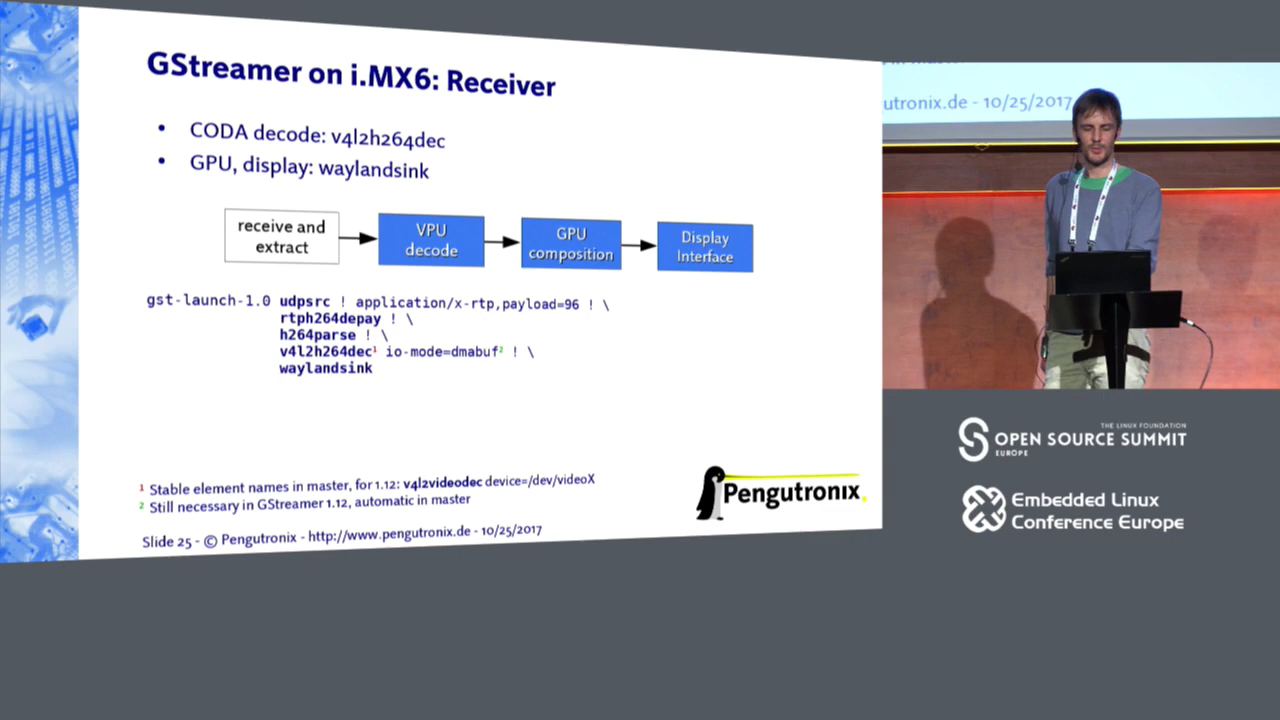 GStreamer on i.MX6: Receiver
• CODA decode: v4l2h264dec
• GPU, display: waylandsink
receive and
extract
VPU
decode
GPU
composition
Display
Interface
gst-launch-1.0 udpsrc ! application/x-rtp,payload=96 ! \
rtph264depay ! \
h264parse ! \
v4l2h264dec¹ io-mode=dmabuf² ! \
waylandsink
¹ Stable element names in master, for 1.12: v4l2videodec device=/dev/videoX
² Still necessary in GStreamer 1.12, automatic in master
Pengutronix
Slide 25 - © Pengutronix - http://www.pengutronix.de - 10/25/2017
utronix.de - 10/25/2017
THE LINUX FOUNDATION
OPEN SOURCE SUMMIT
EUROPE
Embedded Linux
Conference Europe